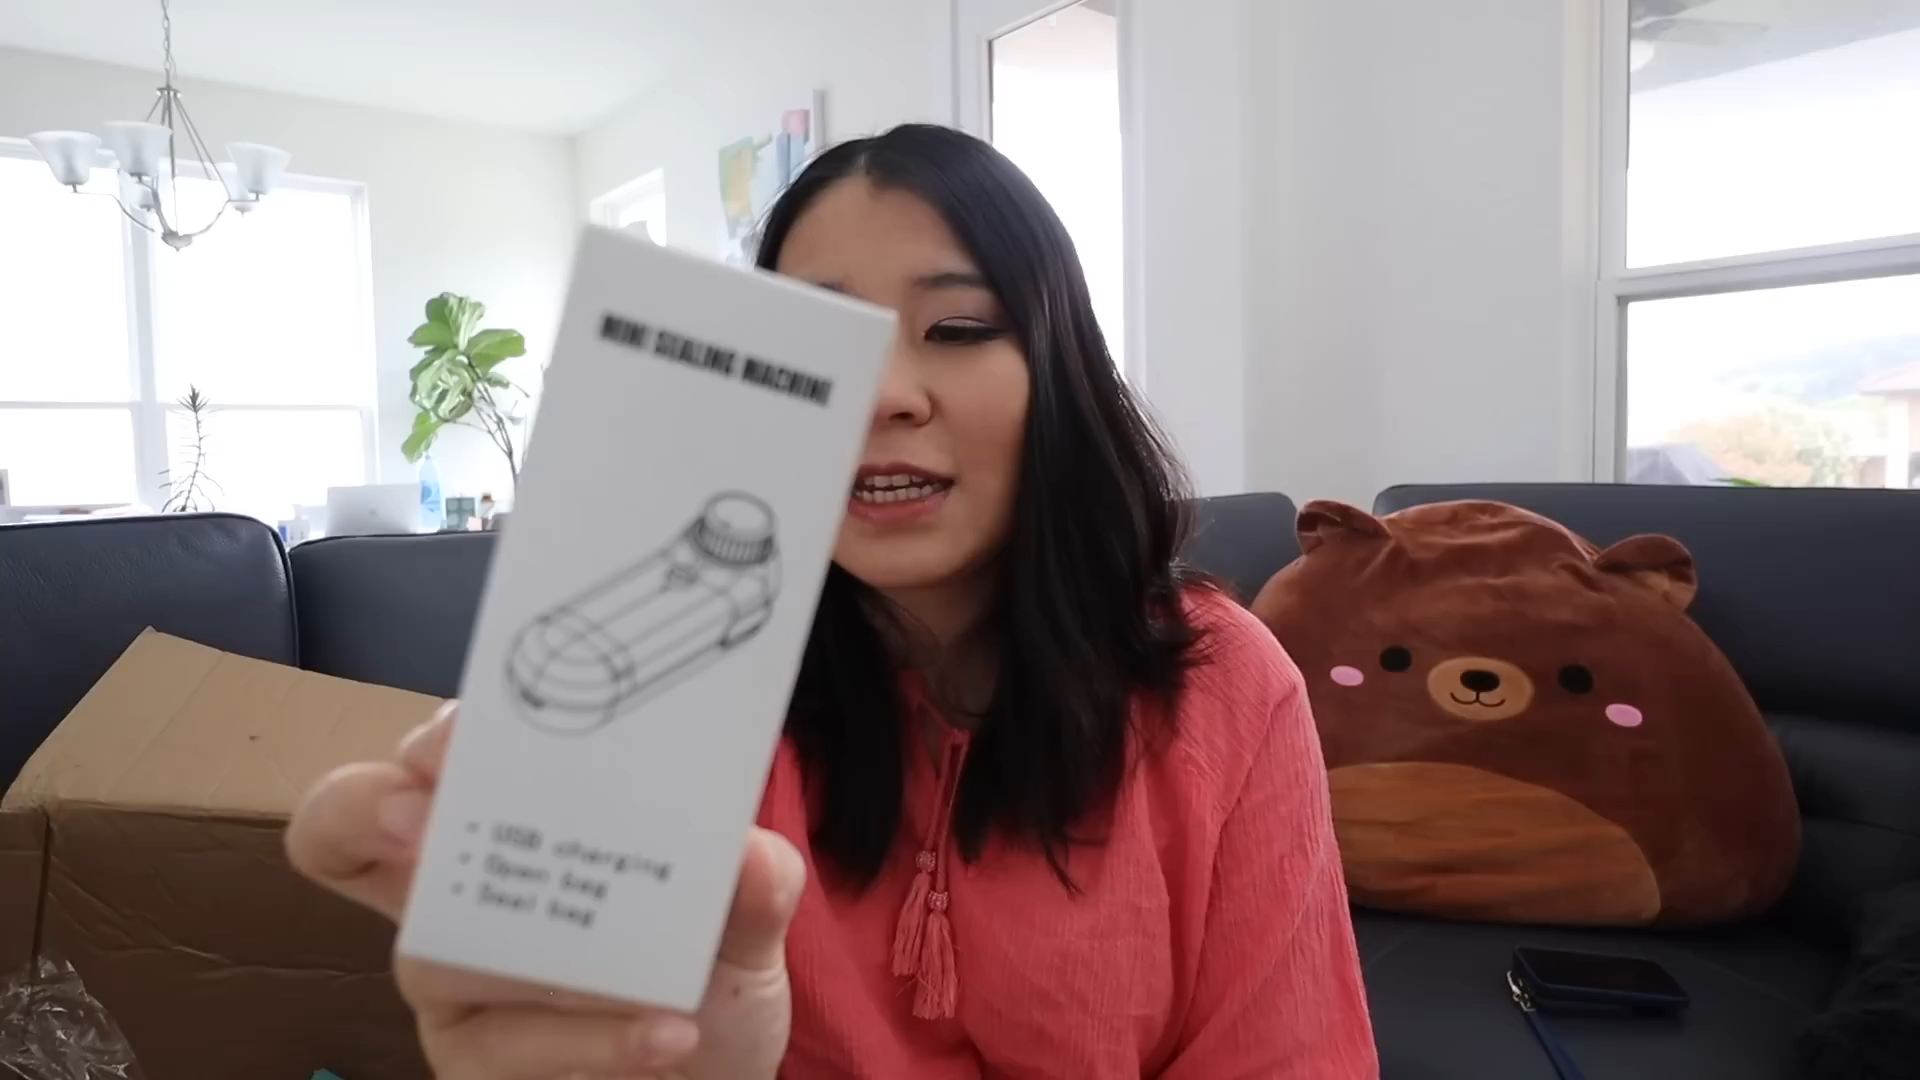 MINI SEALING MACHINE
• USB charging
• Open bag
• Seal bag